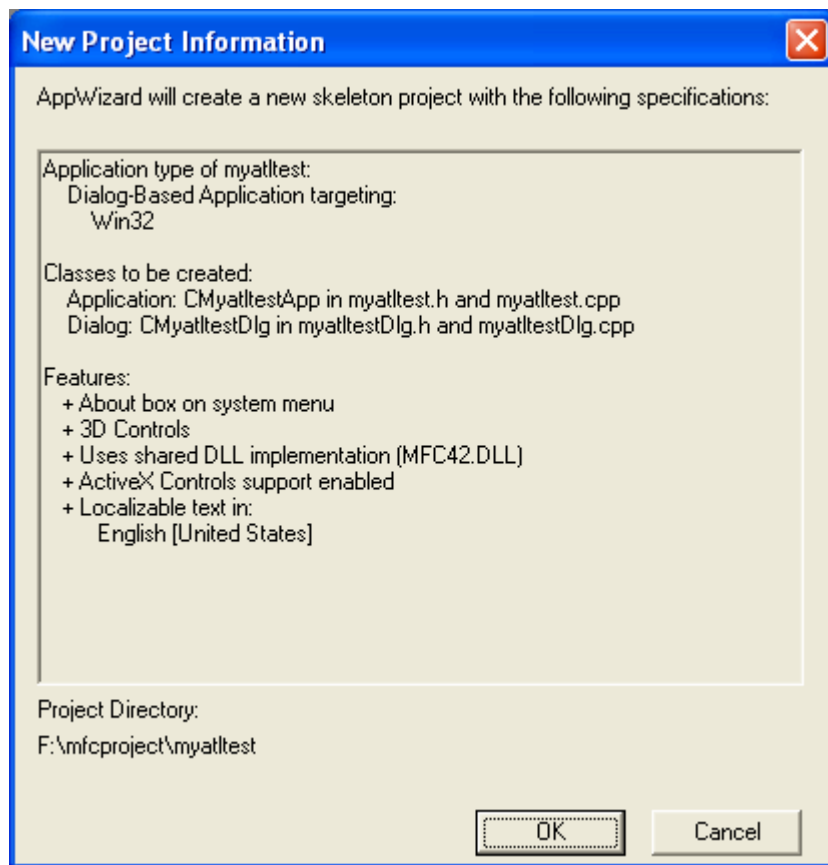 New Project Information
AppWizard will create a new skeleton project with the following specifications:
Application type of myatltest:
Dialog-Based Application targeting:
Win32
Classes to be created:
Application: CMyatltestApp in myatltest.h and myatltest.cpp
Dialog: CMyatltestDlg in myatltestDlg.h and myatltestDlg.cpp
Features:
+ About box on system menu
+ 3D Controls
+ Uses shared DLL implementation (MFC42.DLL)
+ ActiveX Controls support enabled
+ Localizable text in:
English [United States]
Project Directory:
F:\mfcproject\myatltest
OK Cancel